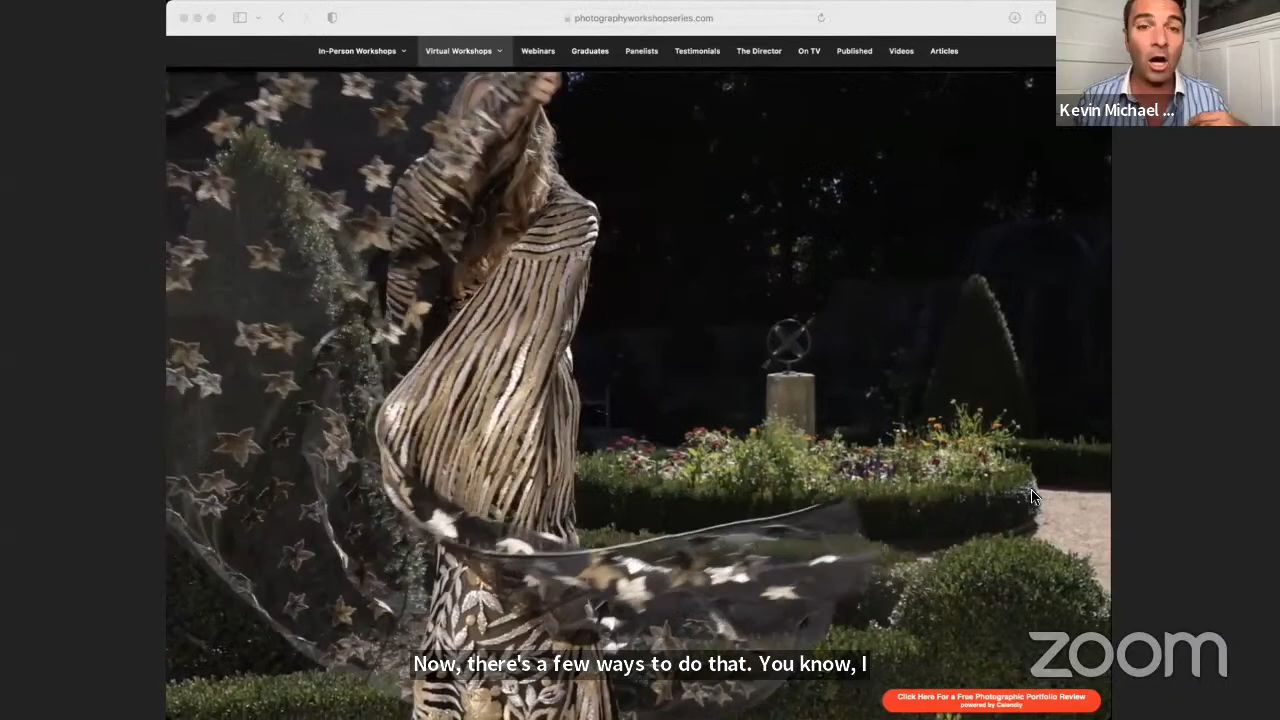 photographyworkshopseries.com
In-Person Workshops Virtual Workshops Webinars Graduates Panelists Testimonials The Director On TV Published Videos Articles
Kevin Michael ...
Now, there's a few ways to do that. You know, I
zoom
Click Here For a Free Photographic Portfolio Review
powered by Calendly